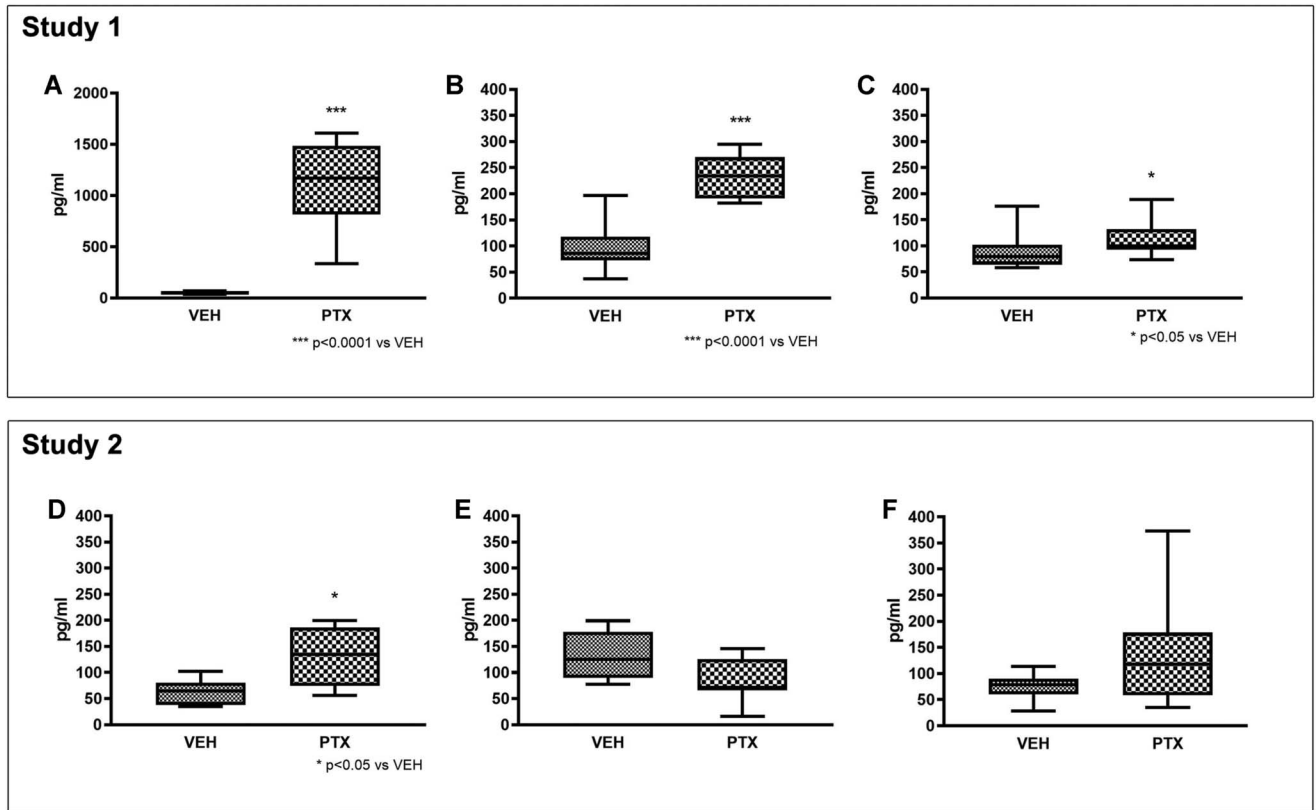 Study 1
A
2000
1500
1000
500
0
pg/ml
***
VEH PTX
*** p<0.0001 vs VEH
B
400
350
300
250
200
150
100
50
0
pg/ml
***
VEH PTX
*** p<0.0001 vs VEH
C
400
350
300
250
200
150
100
50
0
pg/ml
*
VEH PTX
* p<0.05 vs VEH
Study 2
D
400
350
300
250
200
150
100
50
0
pg/ml
*
VEH PTX
* p<0.05 vs VEH
E
400
350
300
250
200
150
100
50
0
pg/ml
VEH PTX
F
400
350
300
250
200
150
100
50
0
pg/ml
VEH PTX